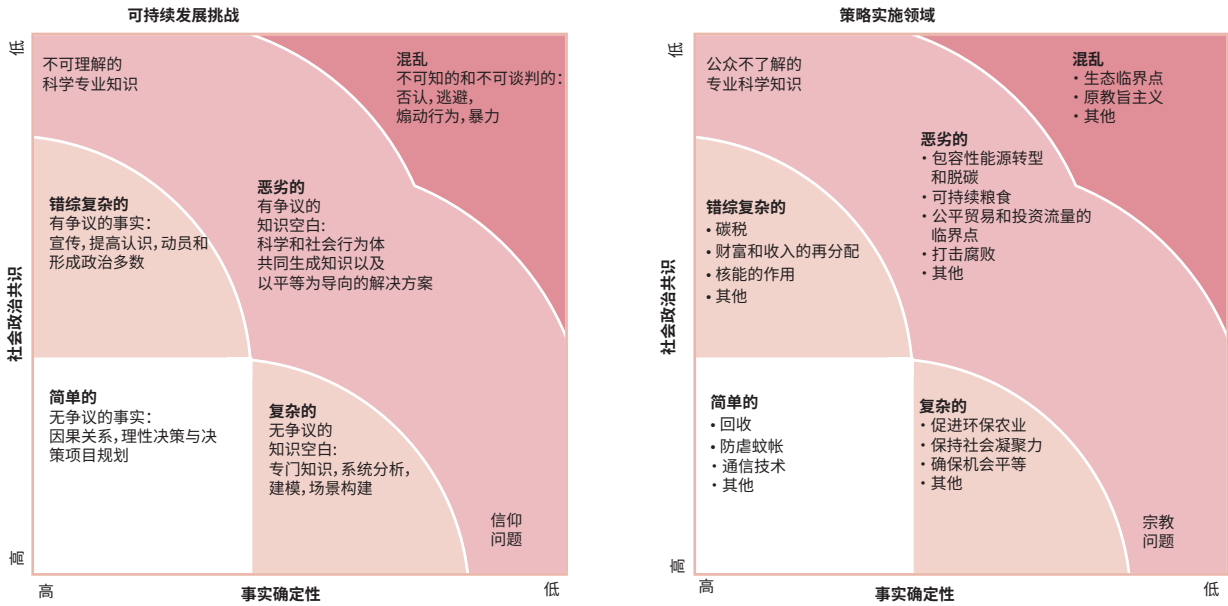 可持续发展挑战
低
不可理解的
科学专业知识
混乱
不可知的和不可谈判的：
否认，逃避，
煽动行为，暴力
错综复杂的
有争议的事实：
宣传，提高认识，动员和
形成政治多数
恶劣的
有争议的
知识空白：
科学和社会行为体
共同生成知识以及
以平等为导向的解决方案
社会政治共识
简单的
无争议的事实：
因果关系，理性决策与决
策项目规划
复杂的
无争议的
知识空白：
专门知识，系统分析，
建模，场景构建
信仰
问题
高
高
事实确定性
低
策略实施领域
低
公众不了解的
专业科学知识
混乱
・生态临界点
・原教旨主义
・其他
恶劣的
・包容性能源转型
和脱碳
・可持续粮食
・公平贸易和投资流量的
临界点
・打击腐败
・其他
错综复杂的
• 碳税
• 财富和收入的再分配
• 核能的作用
• 其他
社会政治共识
简单的
• 回收
• 防虐蚊帐
・通信技术
・其他
复杂的
・促进环保农业
・保持社会凝聚力
・确保机会平等
・其他
宗教
问题
高
高
事实确定性
低